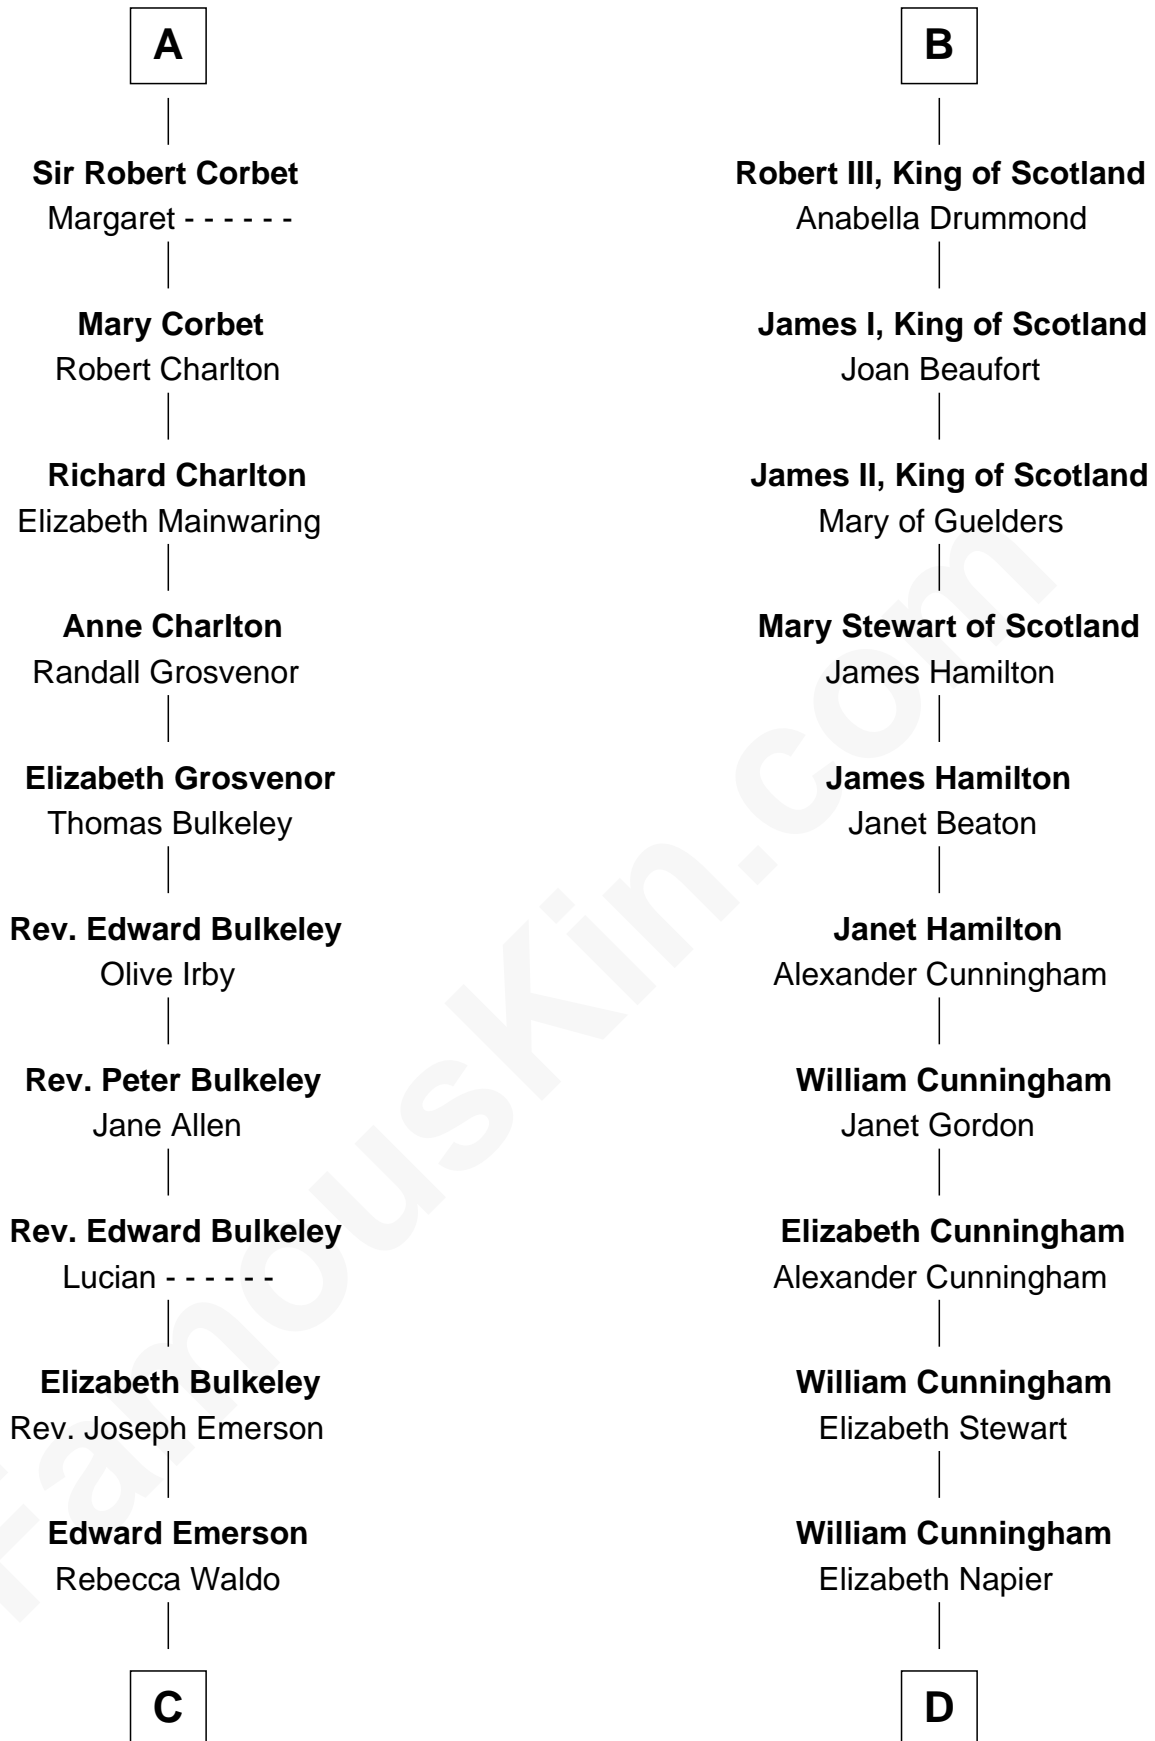 A
Sir Robert Corbet
Margaret - - - - - -
Mary Corbet
Robert Charlton
Richard Charlton
Elizabeth Mainwaring
Anne Charlton
Randall Grosvenor
Elizabeth Grosvenor
Thomas Bulkeley
Rev. Edward Bulkeley
Olive Irby
Rev. Peter Bulkeley
Jane Allen
Rev. Edward Bulkeley
Lucian - - - - - -
Elizabeth Bulkeley
Rev. Joseph Emerson
Edward Emerson
Rebecca Waldo
C
B
Robert III, King of Scotland
Anabella Drummond
James I, King of Scotland
Joan Beaufort
James II, King of Scotland
Mary of Guelders
Mary Stewart of Scotland
James Hamilton
James Hamilton
Janet Beaton
Janet Hamilton
Alexander Cunningham
William Cunningham
Janet Gordon
Elizabeth Cunningham
Alexander Cunningham
William Cunningham
Elizabeth Stewart
William Cunningham
Elizabeth Napier
D
FamousKin.com